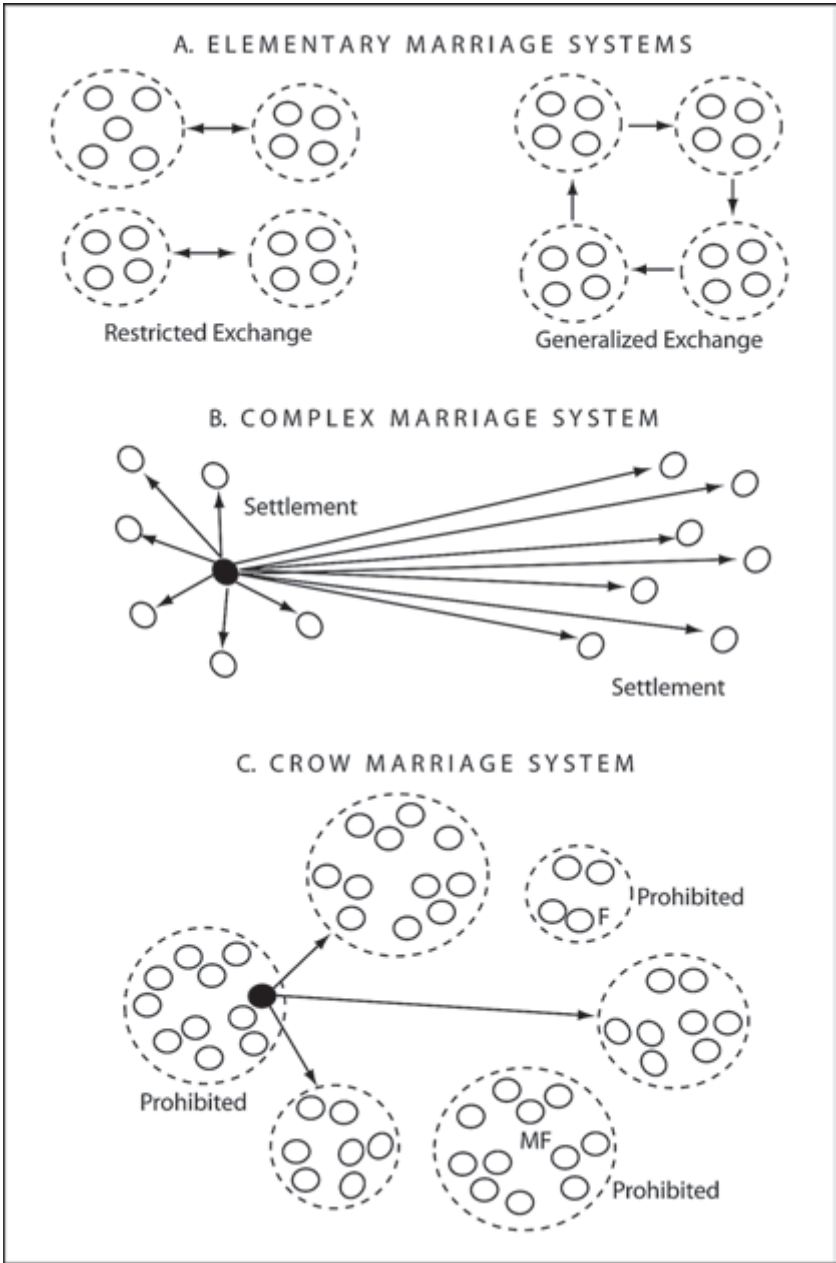 A. ELEMENTARY MARRIAGE SYSTEMS
Restricted Exchange
Generalized Exchange
B. COMPLEX MARRIAGE SYSTEM
Settlement
Settlement
C. CROW MARRIAGE SYSTEM
F
Prohibited
Prohibited
MF
Prohibited